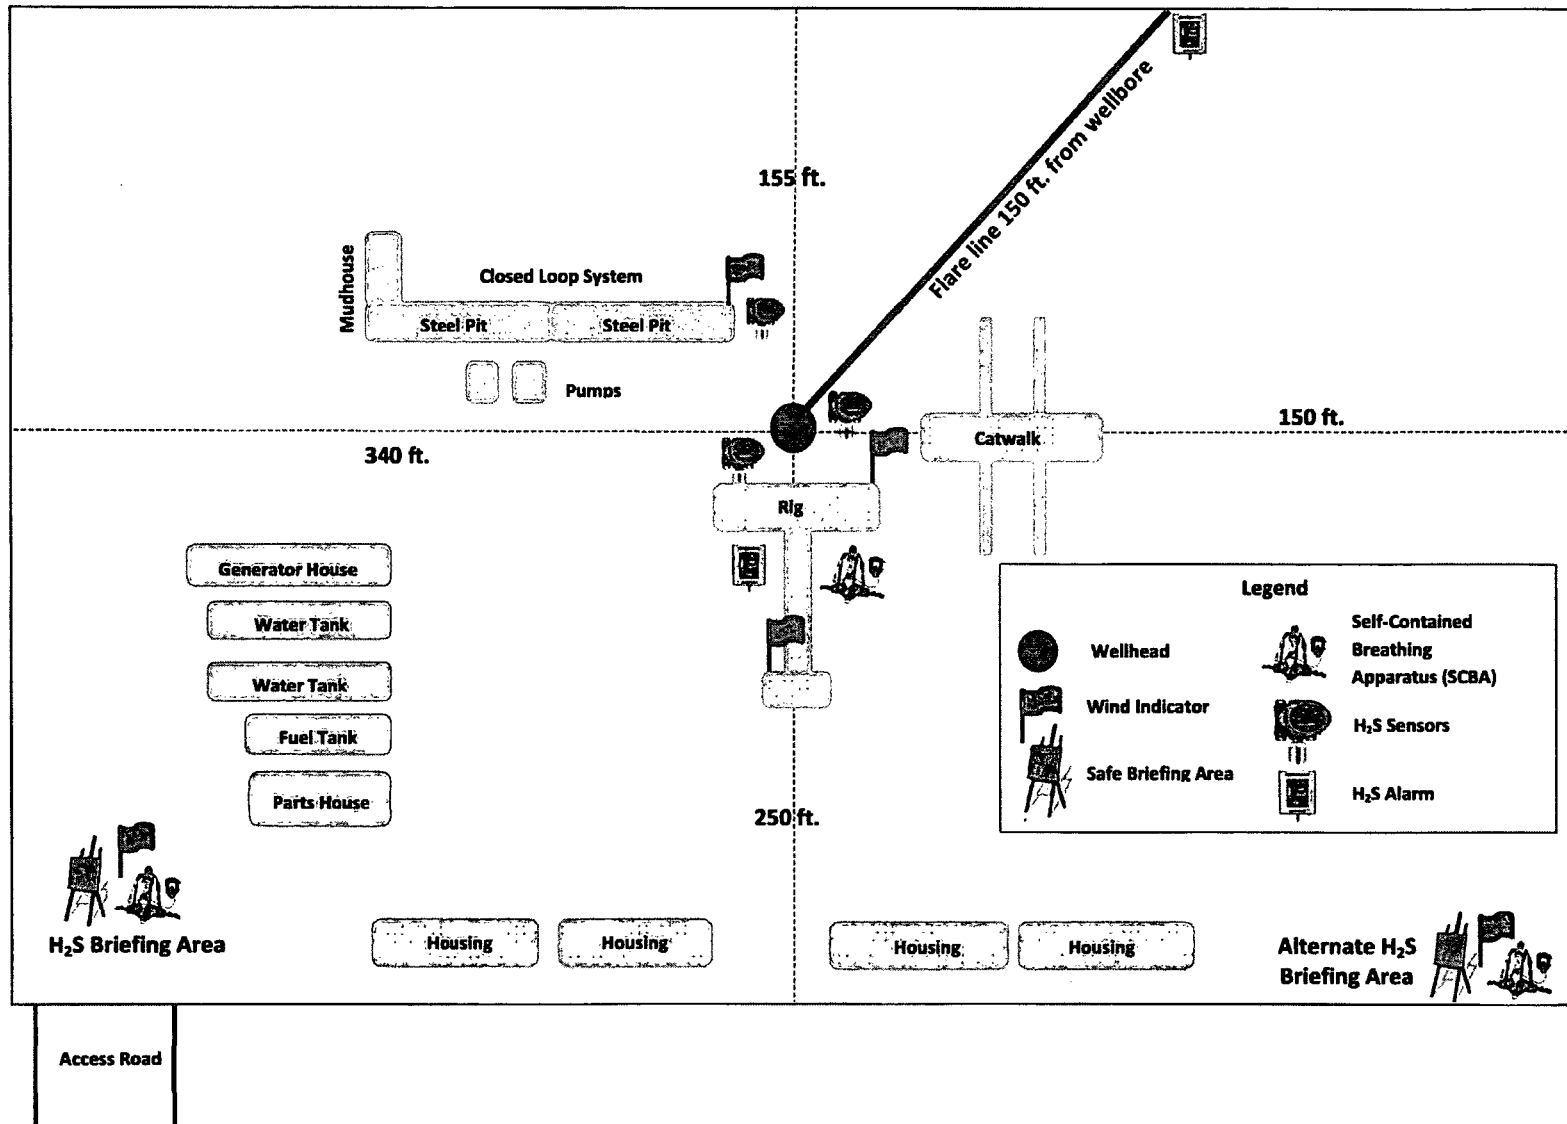 155 ft.
Flare line 150 ft. from wellbore
Mudhouse
Closed Loop System
Steel Pit
Steel Pit
Pumps
150 ft.
340 ft.
Catwalk
Rig
Generator House
Water Tank
Water Tank
Fuel Tank
Parts House
250 ft.
Legend
Wellhead
Wind Indicator
Safe Briefing Area
Self-Contained
Breathing
Apparatus (SCBA)
H₂S Sensors
H₂S Alarm
H₂S Briefing Area
Housing
Housing
Housing
Housing
Alternate H₂S
Briefing Area
Access Road